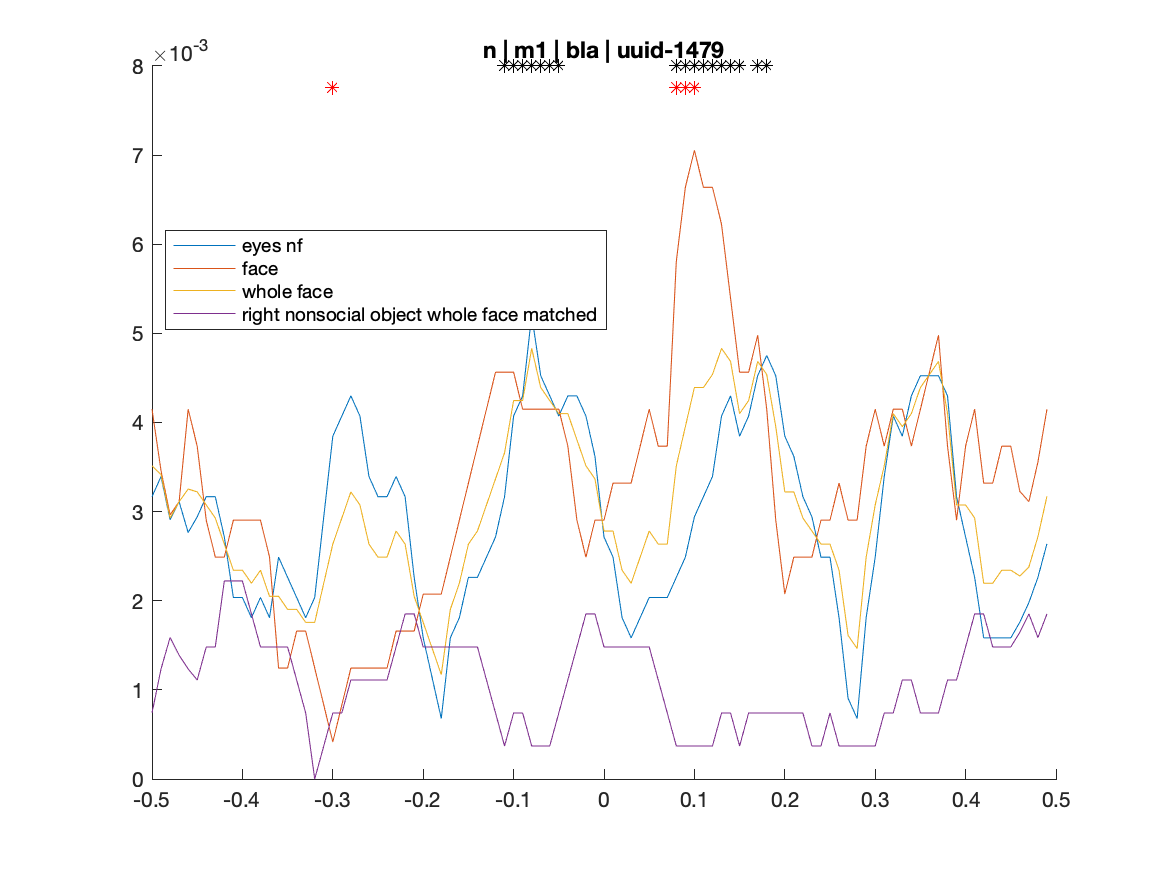 ×10-3
n | m1 | bla | uuid-1479
8
7
6
5
4
3
2
1
0
eyes nf
face
whole face
right nonsocial object whole face matched
-0.5 -0.4 -0.3 -0.2 -0.1 0 0.1 0.2 0.3 0.4 0.5